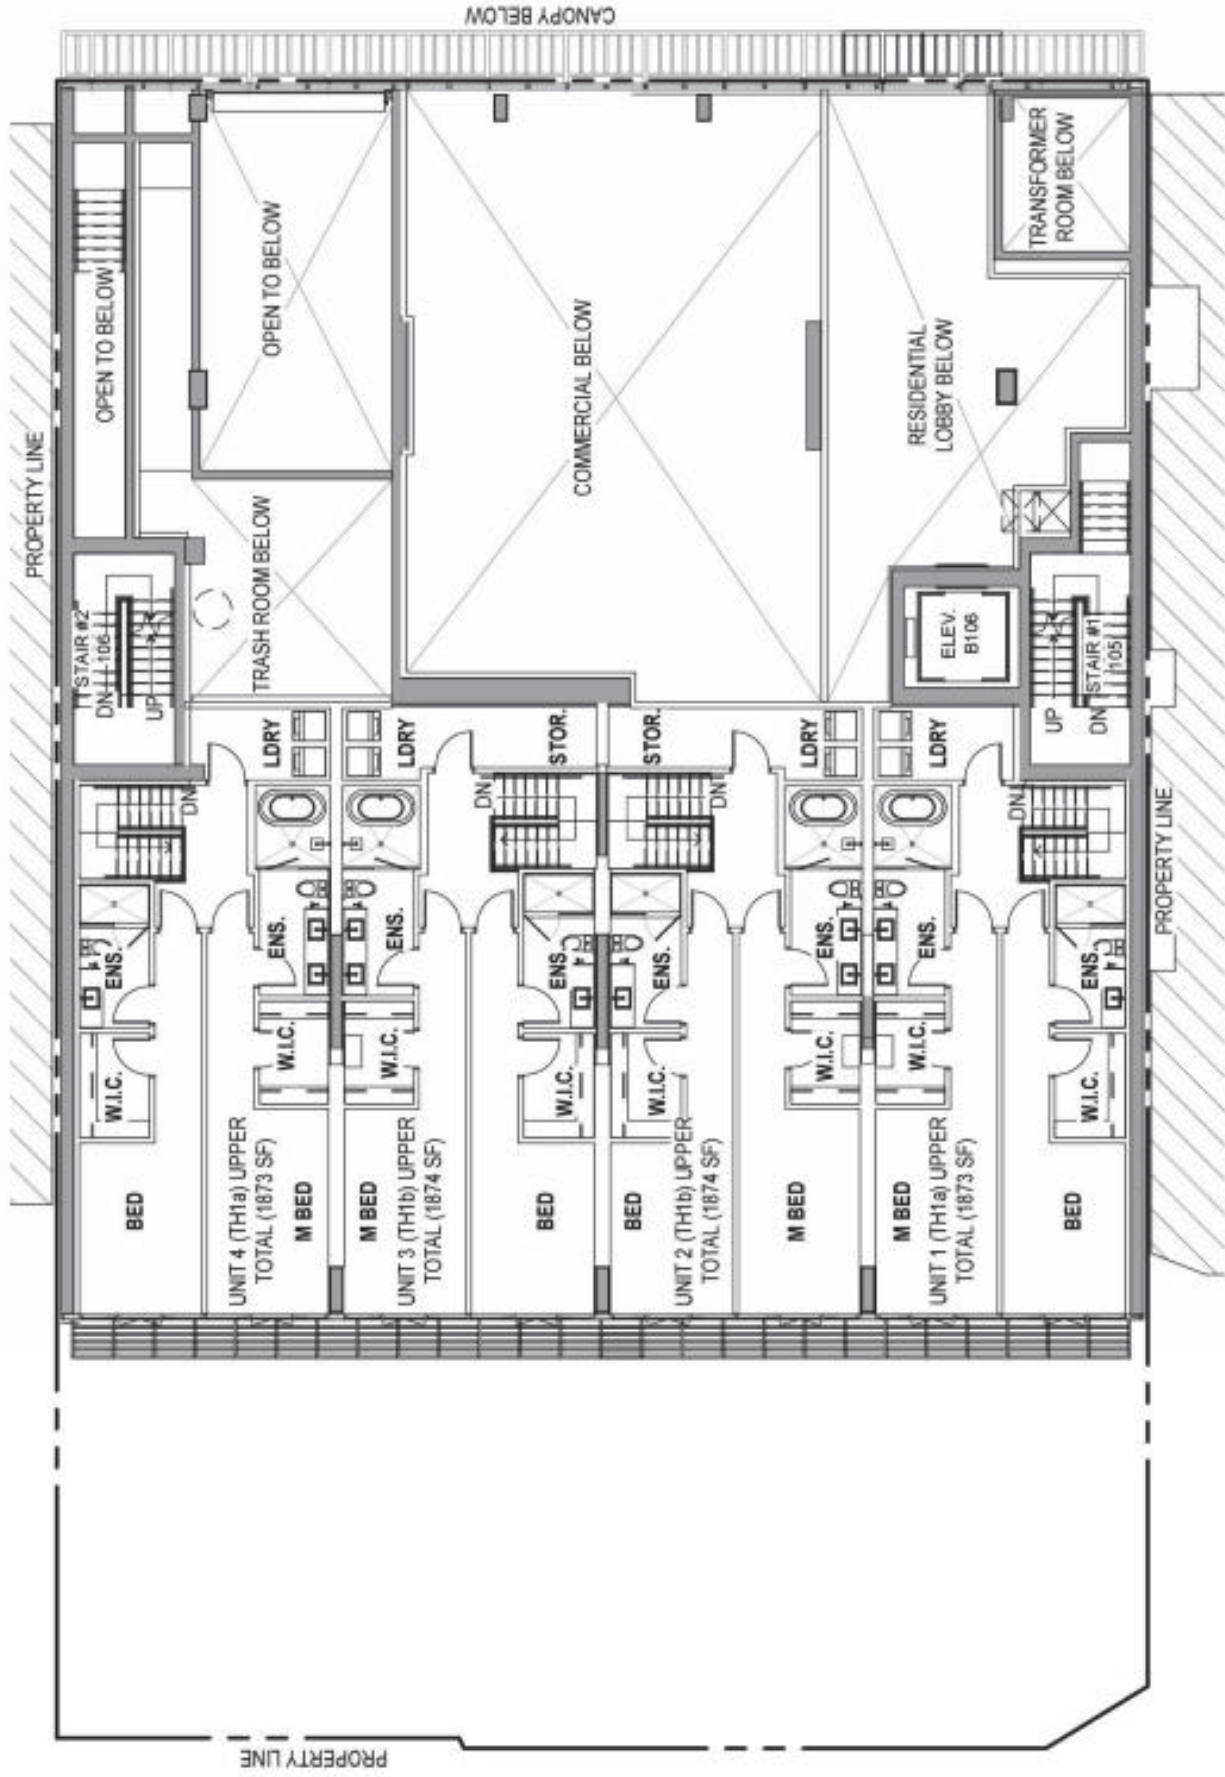 CANOPY BELOW
PROPERTY LINE
OPEN TO BELOW
OPEN TO BELOW
COMMERCIAL BELOW
TRANSFORMER
ROOM BELOW
RESIDENTIAL
LOBBY BELOW
TRASH ROOM BELOW
STAIR #2
106
DN
UP
ELEV.
B106
STAIR #1
105
UP
DN
LDRY
LDRY
STOR.
STOR.
LDRY
LDRY
DN
DN
DN
DN
PROPERTY LINE
ENS.
ENS.
ENS.
ENS.
ENS.
ENS.
ENS.
ENS.
W.I.C.
W.I.C.
W.I.C.
W.I.C.
W.I.C.
W.I.C.
W.I.C.
W.I.C.
BED
UNIT 4 (TH1a) UPPER
TOTAL (1873 SF)
M BED
M BED
UNIT 3 (TH1b) UPPER
TOTAL (1874 SF)
BED
BED
UNIT 2 (TH1b) UPPER
TOTAL (1874 SF)
M BED
M BED
UNIT 1 (TH1a) UPPER
TOTAL (1873 SF)
BED
PROPERTY LINE